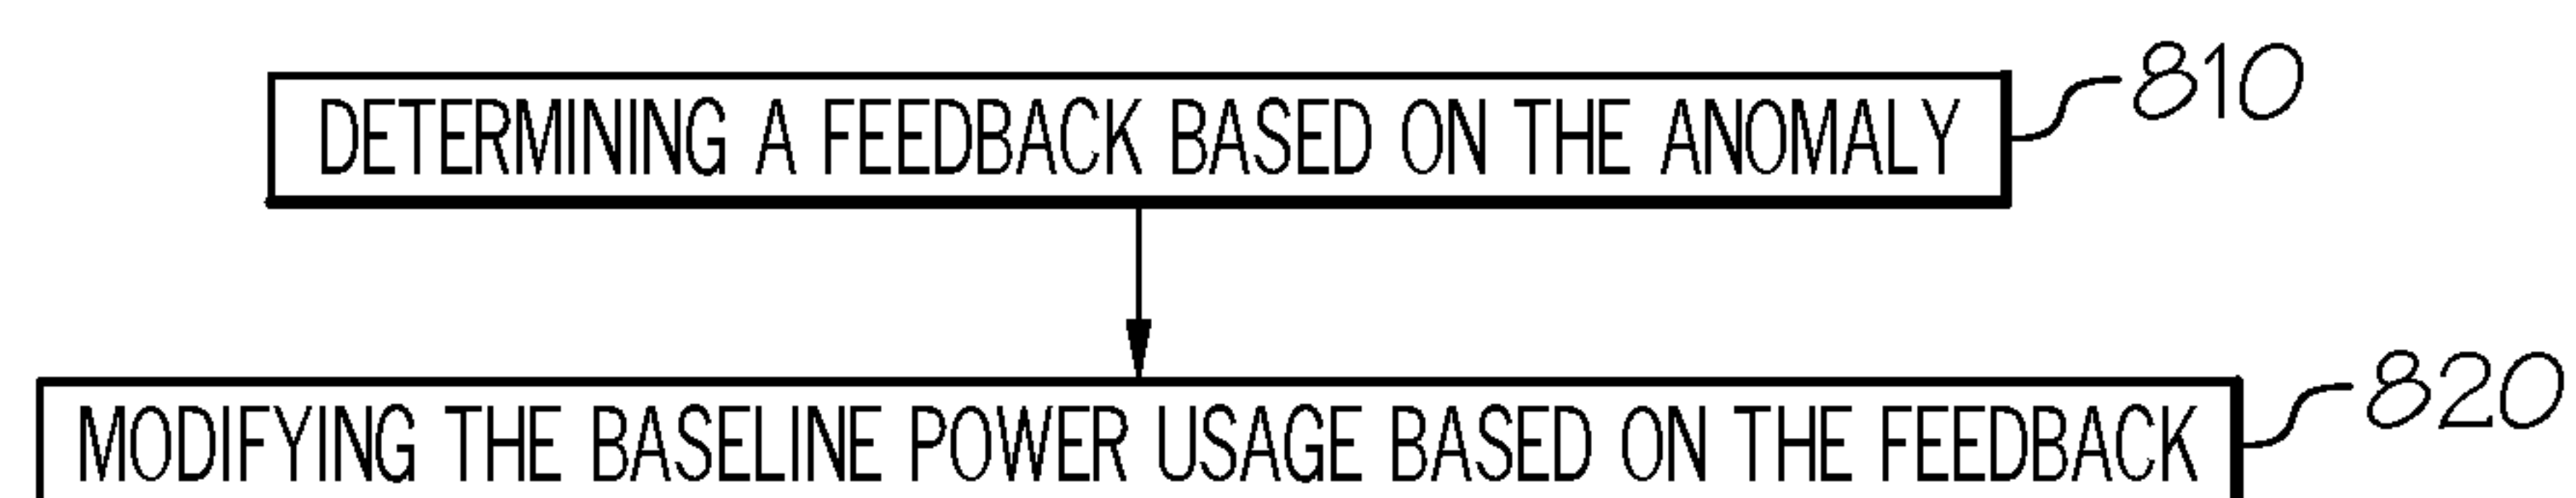 DETERMINING A FEEDBACK BASED ON THE ANOMALY 810
MODIFYING THE BASELINE POWER USAGE BASED ON THE FEEDBACK 820